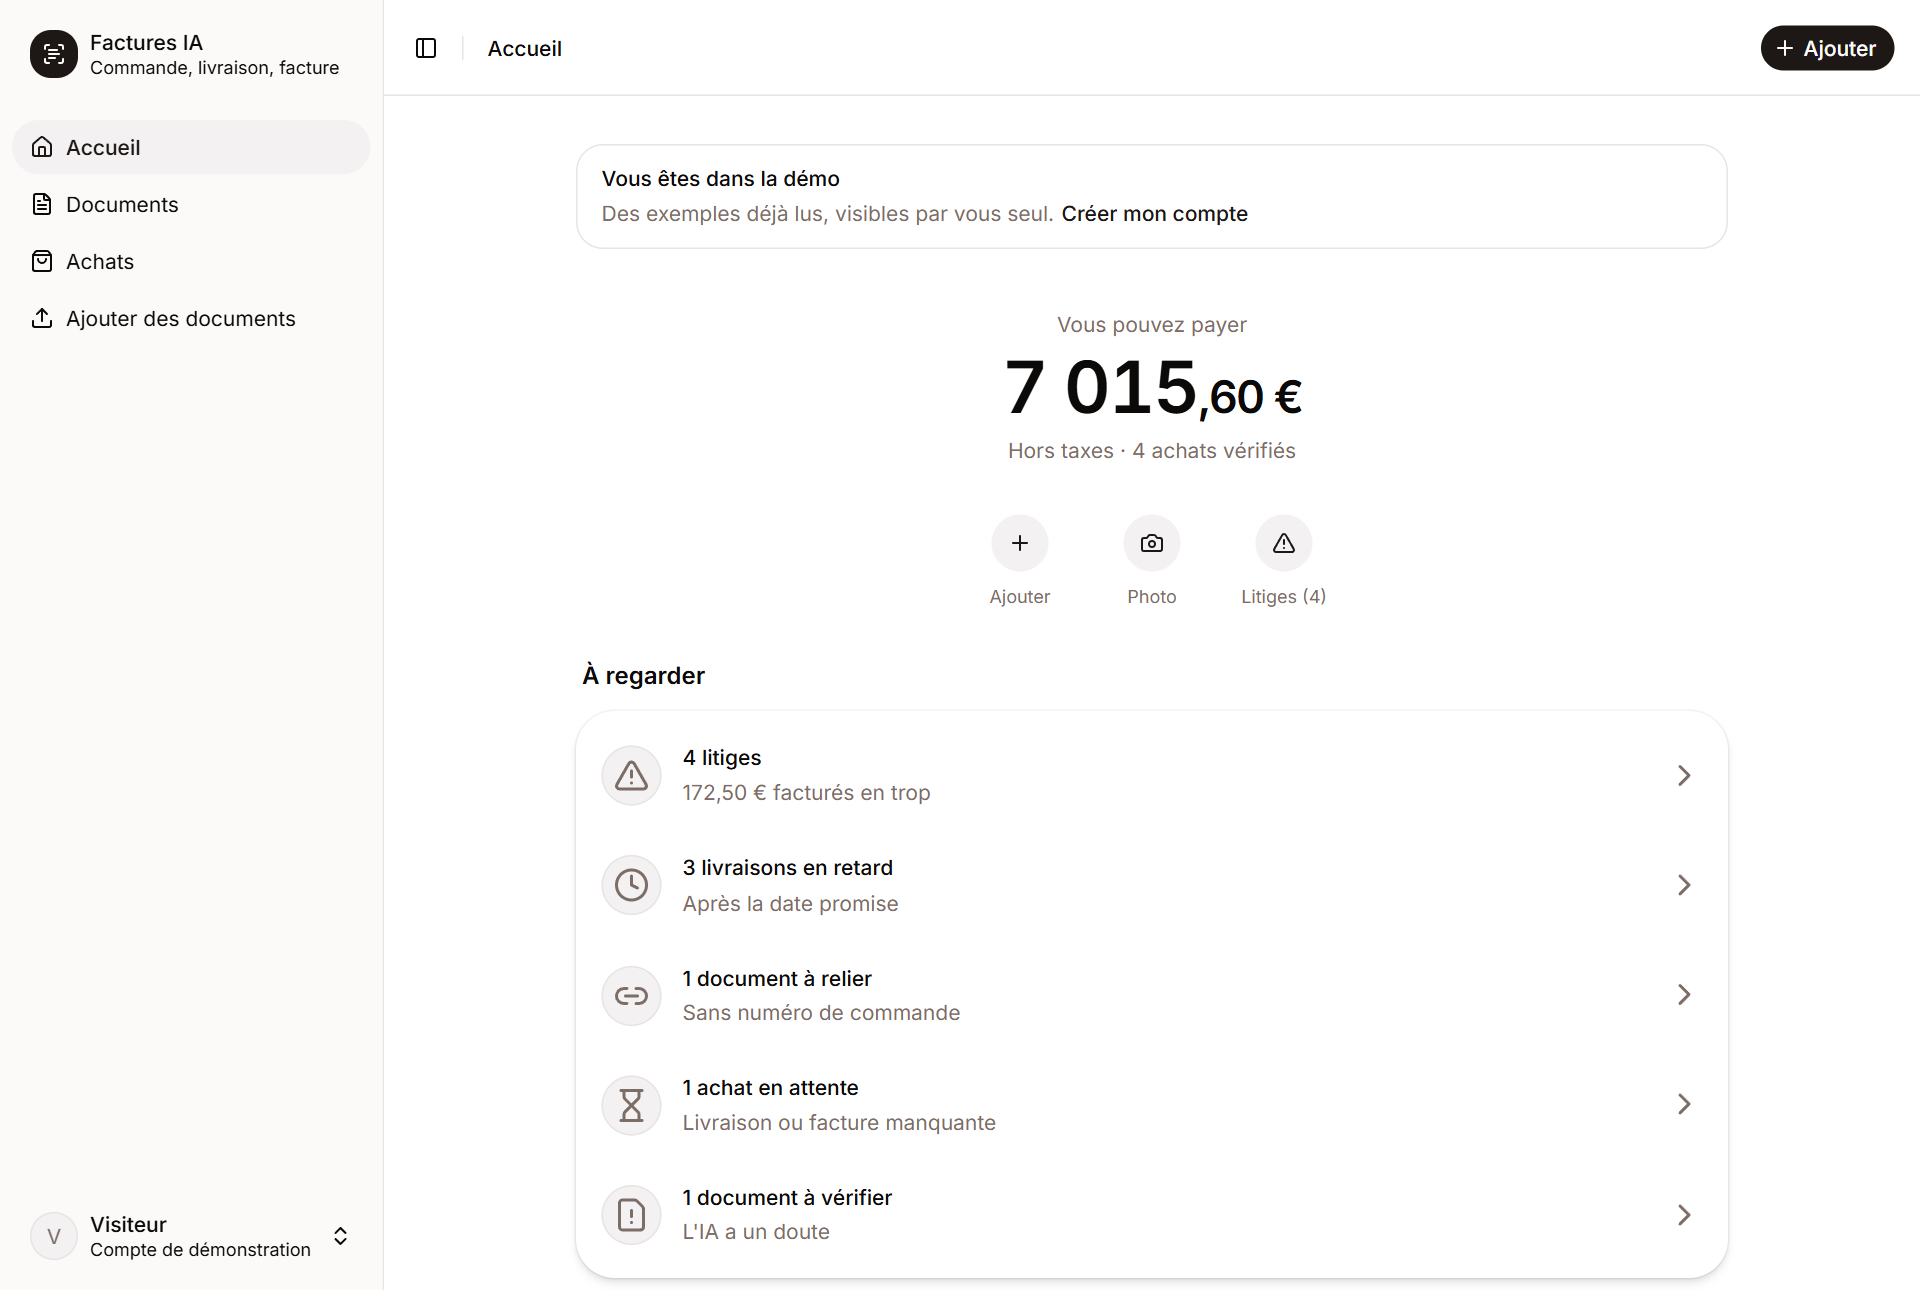 Factures IA
Commande, livraison, facture
Accueil
Documents
Achats
Ajouter des documents
Visiteur
V
Compte de démonstration
Accueil
Ajouter
Vous êtes dans la démo
Des exemples déjà lus, visibles par vous seul. Créer mon compte
Vous pouvez payer
7 015,60 €
Hors taxes · 4 achats vérifiés
Ajouter
Photo
Litiges (4)
À regarder
4 litiges
172,50 € facturés en trop
3 livraisons en retard
Après la date promise
1 document à relier
Sans numéro de commande
1 achat en attente
Livraison ou facture manquante
1 document à vérifier
L'IA a un doute